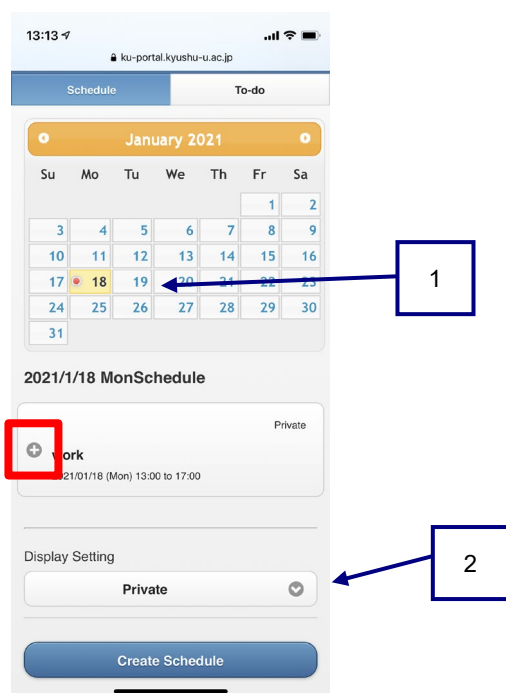 13:13
ku-portal.kyushu-u.ac.jp
Schedule To-do
January 2021
Su Mo Tu We Th Fr Sa
1 2
3 4 5 6 7 8 9
10 11 12 13 14 15 16
17 18 19 20 21 22 23
1
24 25 26 27 28 29 30
31
2021/1/18 MonSchedule
Private
work
2021/01/18 (Mon) 13:00 to 17:00
Display Setting
Private
2
Create Schedule